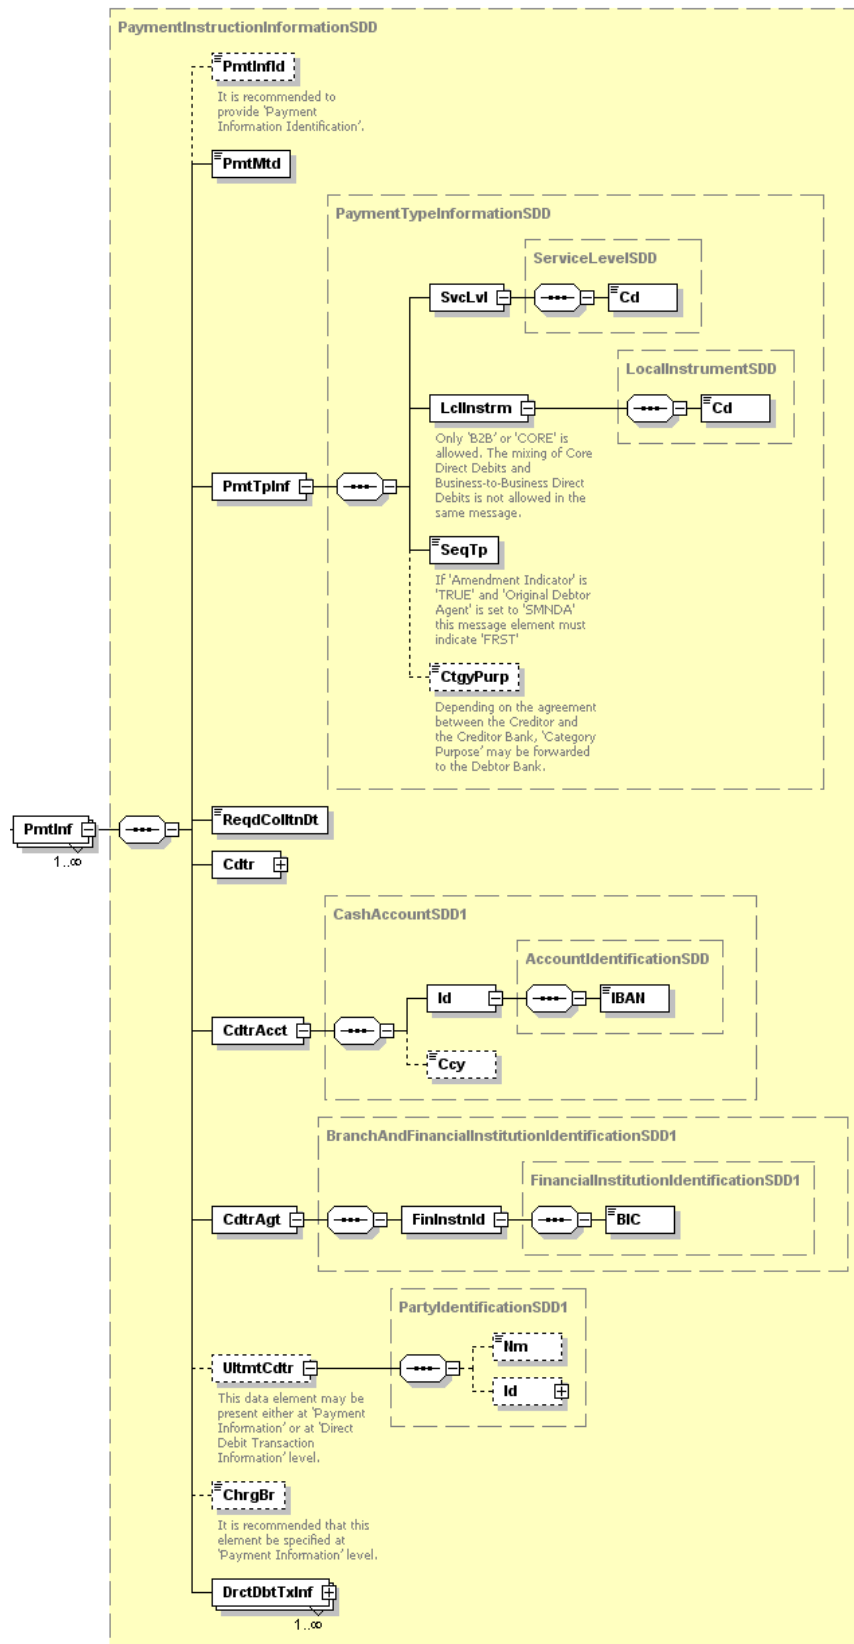 PaymentInstructionInformationSDD
PmtInfId
It is recommended to
provide 'Payment
Information Identification'.
PmtMtd
PaymentTypeInformationSDD
ServiceLevelSDD
SvcLvl
Cd
LocalInstrumentSDD
LclInstrm
Cd
Only 'B2B' or 'CORE' is
allowed. The mixing of Core
Direct Debits and
Business-to-Business Direct
Debits is not allowed in the
same message.
PmtTpInf
SeqTp
If 'Amendment Indicator' is
'TRUE' and 'Original Debtor
Agent' is set to 'SMNDA'
this message element must
indicate 'FRST'
CtgyPurp
Depending on the agreement
between the Creditor and
the Creditor Bank, 'Category
Purpose' may be forwarded
to the Debtor Bank.
PmtInf
1..∞
ReqdColltnDt
Cdtr
CashAccountSDD1
AccountIdentificationSDD
CdtrAcct
Id
IBAN
Ccy
BranchAndFinancialInstitutionIdentificationSDD1
FinancialInstitutionIdentificationSDD1
CdtrAgt
FinInstnId
BIC
PartyIdentificationSDD1
UltmtCdtr
Nm
Id
This data element may be
present either at 'Payment
Information' or at 'Direct
Debit Transaction
Information' level.
ChrgBr
It is recommended that this
element be specified at
'Payment Information' level.
DrctDbtTxInf
1..∞